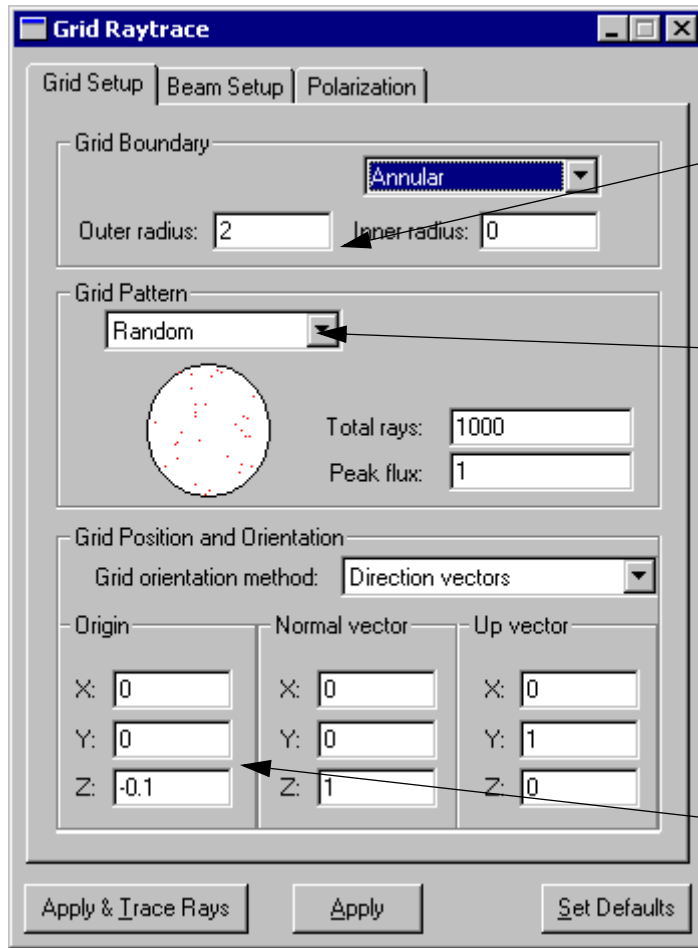 Grid Raytrace
Grid Setup Beam Setup Polarization
Grid Boundary
Annular
Outer radius: 2 Inner radius: 0
Grid Pattern
Random
Total rays: 1000
Peak flux: 1
Grid Position and Orientation
Grid orientation method: Direction vectors
Origin Normal vector Up vector
X: 0 X: 0 X: 0
Y: 0 Y: 0 Y: 1
Z: -0.1 Z: 1 Z: 0
Apply & Trace Rays Apply Set Defaults